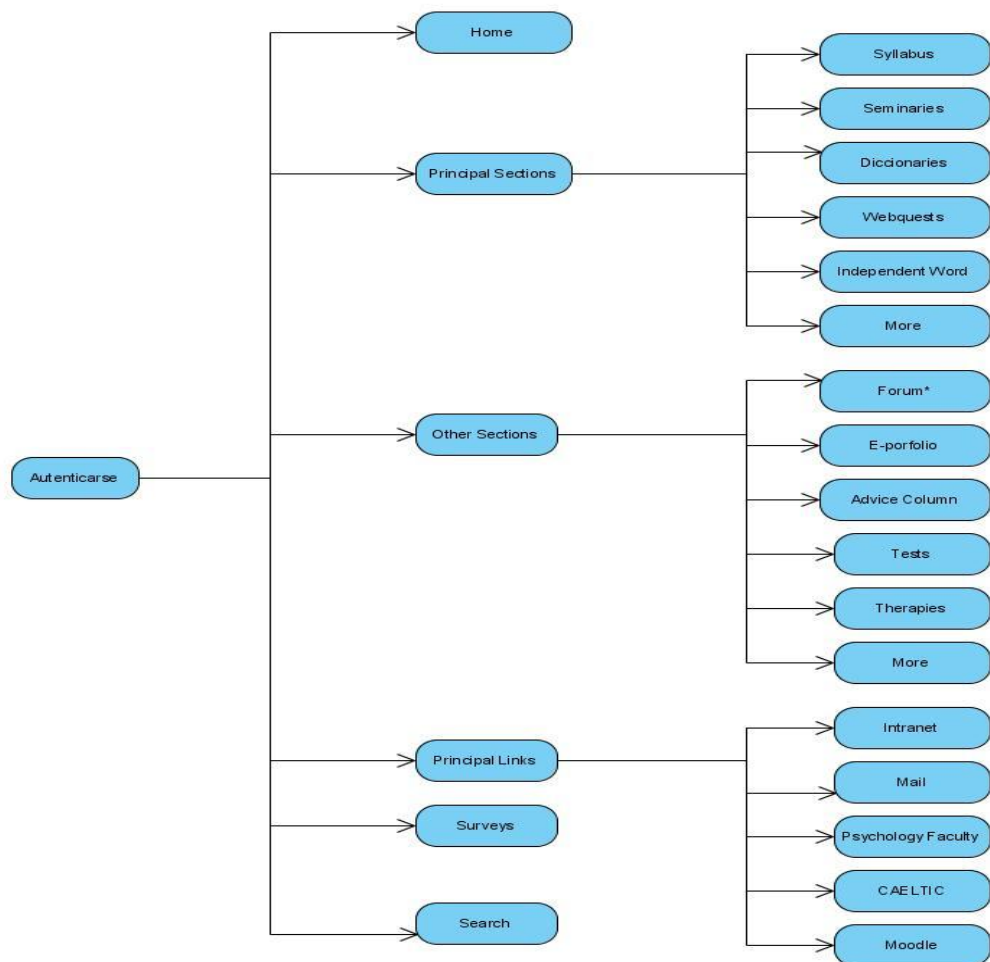 Home
Syllabus
Seminaries
Diccionaries
Principal Sections
Webquests
Independent Word
More
Forum*
Other Sections
E-porfolio
Autenticarse
Advice Column
Tests
Therapies
More
Intranet
Principal Links
Mail
Surveys
Psychology Faculty
CAELTIC
Search
Moodle